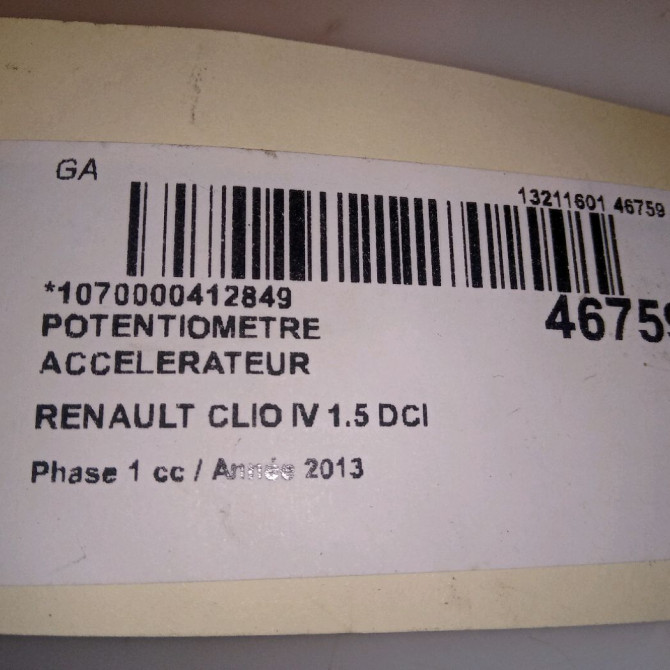 GA
13211601 46759
*1070000412849
46759
POTENTIOMETRE
ACCELERATEUR
RENAULT CLIO IV 1.5 DCI
Phase 1 cc / Année 2013